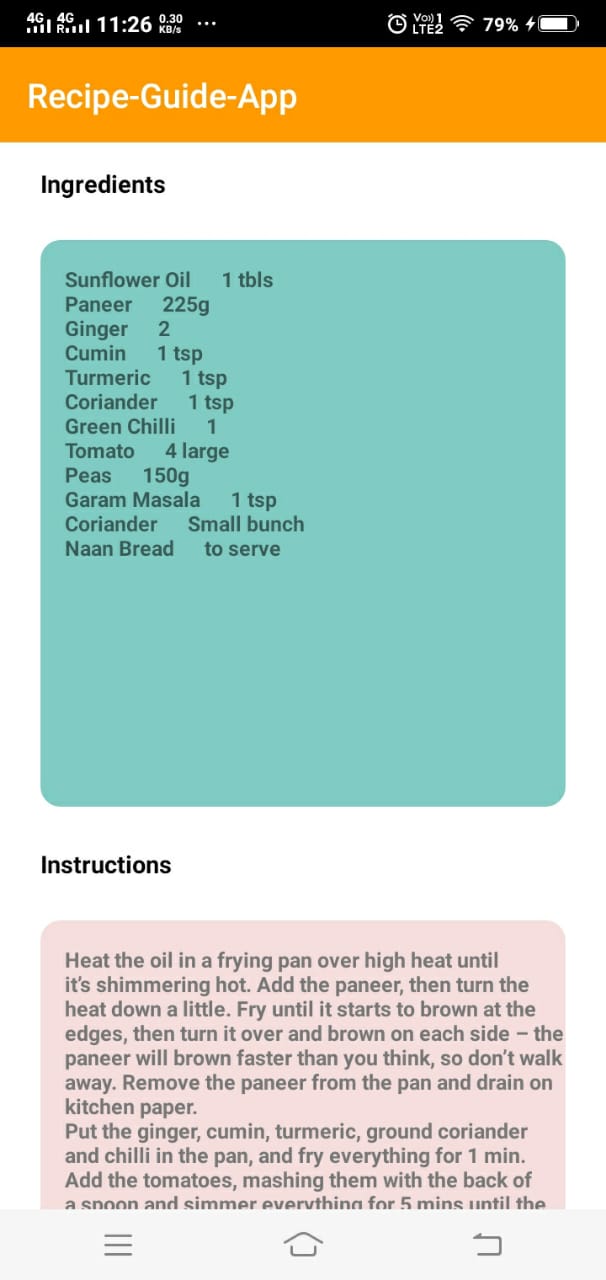 4G 4G R 11:26 0.30 KB/s ... Vo)) 1 LTE2 79%
Recipe-Guide-App
Ingredients
Sunflower Oil 1 tbls
Paneer 225g
Ginger 2
Cumin 1 tsp
Turmeric 1 tsp
Coriander 1 tsp
Green Chilli 1
Tomato 4 large
Peas 150g
Garam Masala 1 tsp
Coriander Small bunch
Naan Bread to serve
Instructions
Heat the oil in a frying pan over high heat until
it's shimmering hot. Add the paneer, then turn the
heat down a little. Fry until it starts to brown at the
edges, then turn it over and brown on each side – the
paneer will brown faster than you think, so don't walk
away. Remove the paneer from the pan and drain on
kitchen paper.
Put the ginger, cumin, turmeric, ground coriander
and chilli in the pan, and fry everything for 1 min.
Add the tomatoes, mashing them with the back of
a spoon and simmer everything for 5 mins until the